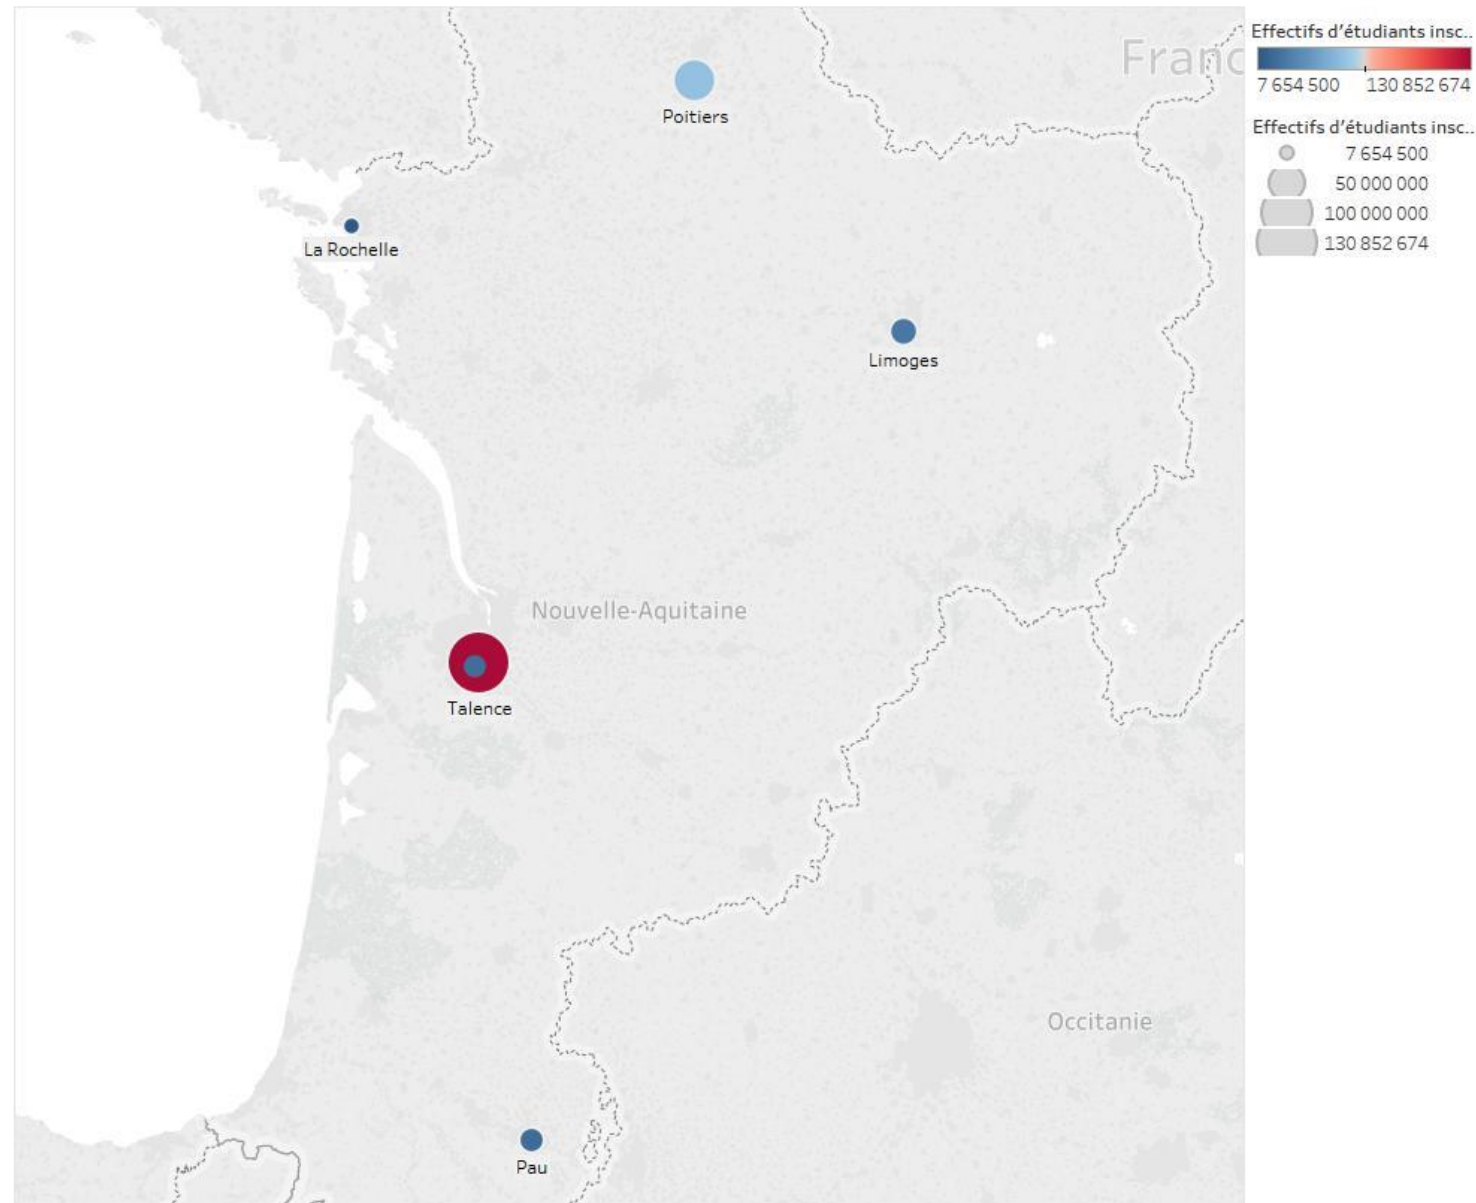 Effectifs d'étudiants insc..
7 654 500 130 852 674
Effectifs d'étudiants insc..
7 654 500
50 000 000
100 000 000
130 852 674
Franc
Poitiers
La Rochelle
Limoges
Nouvelle-Aquitaine
Talence
Occitanie
Pau